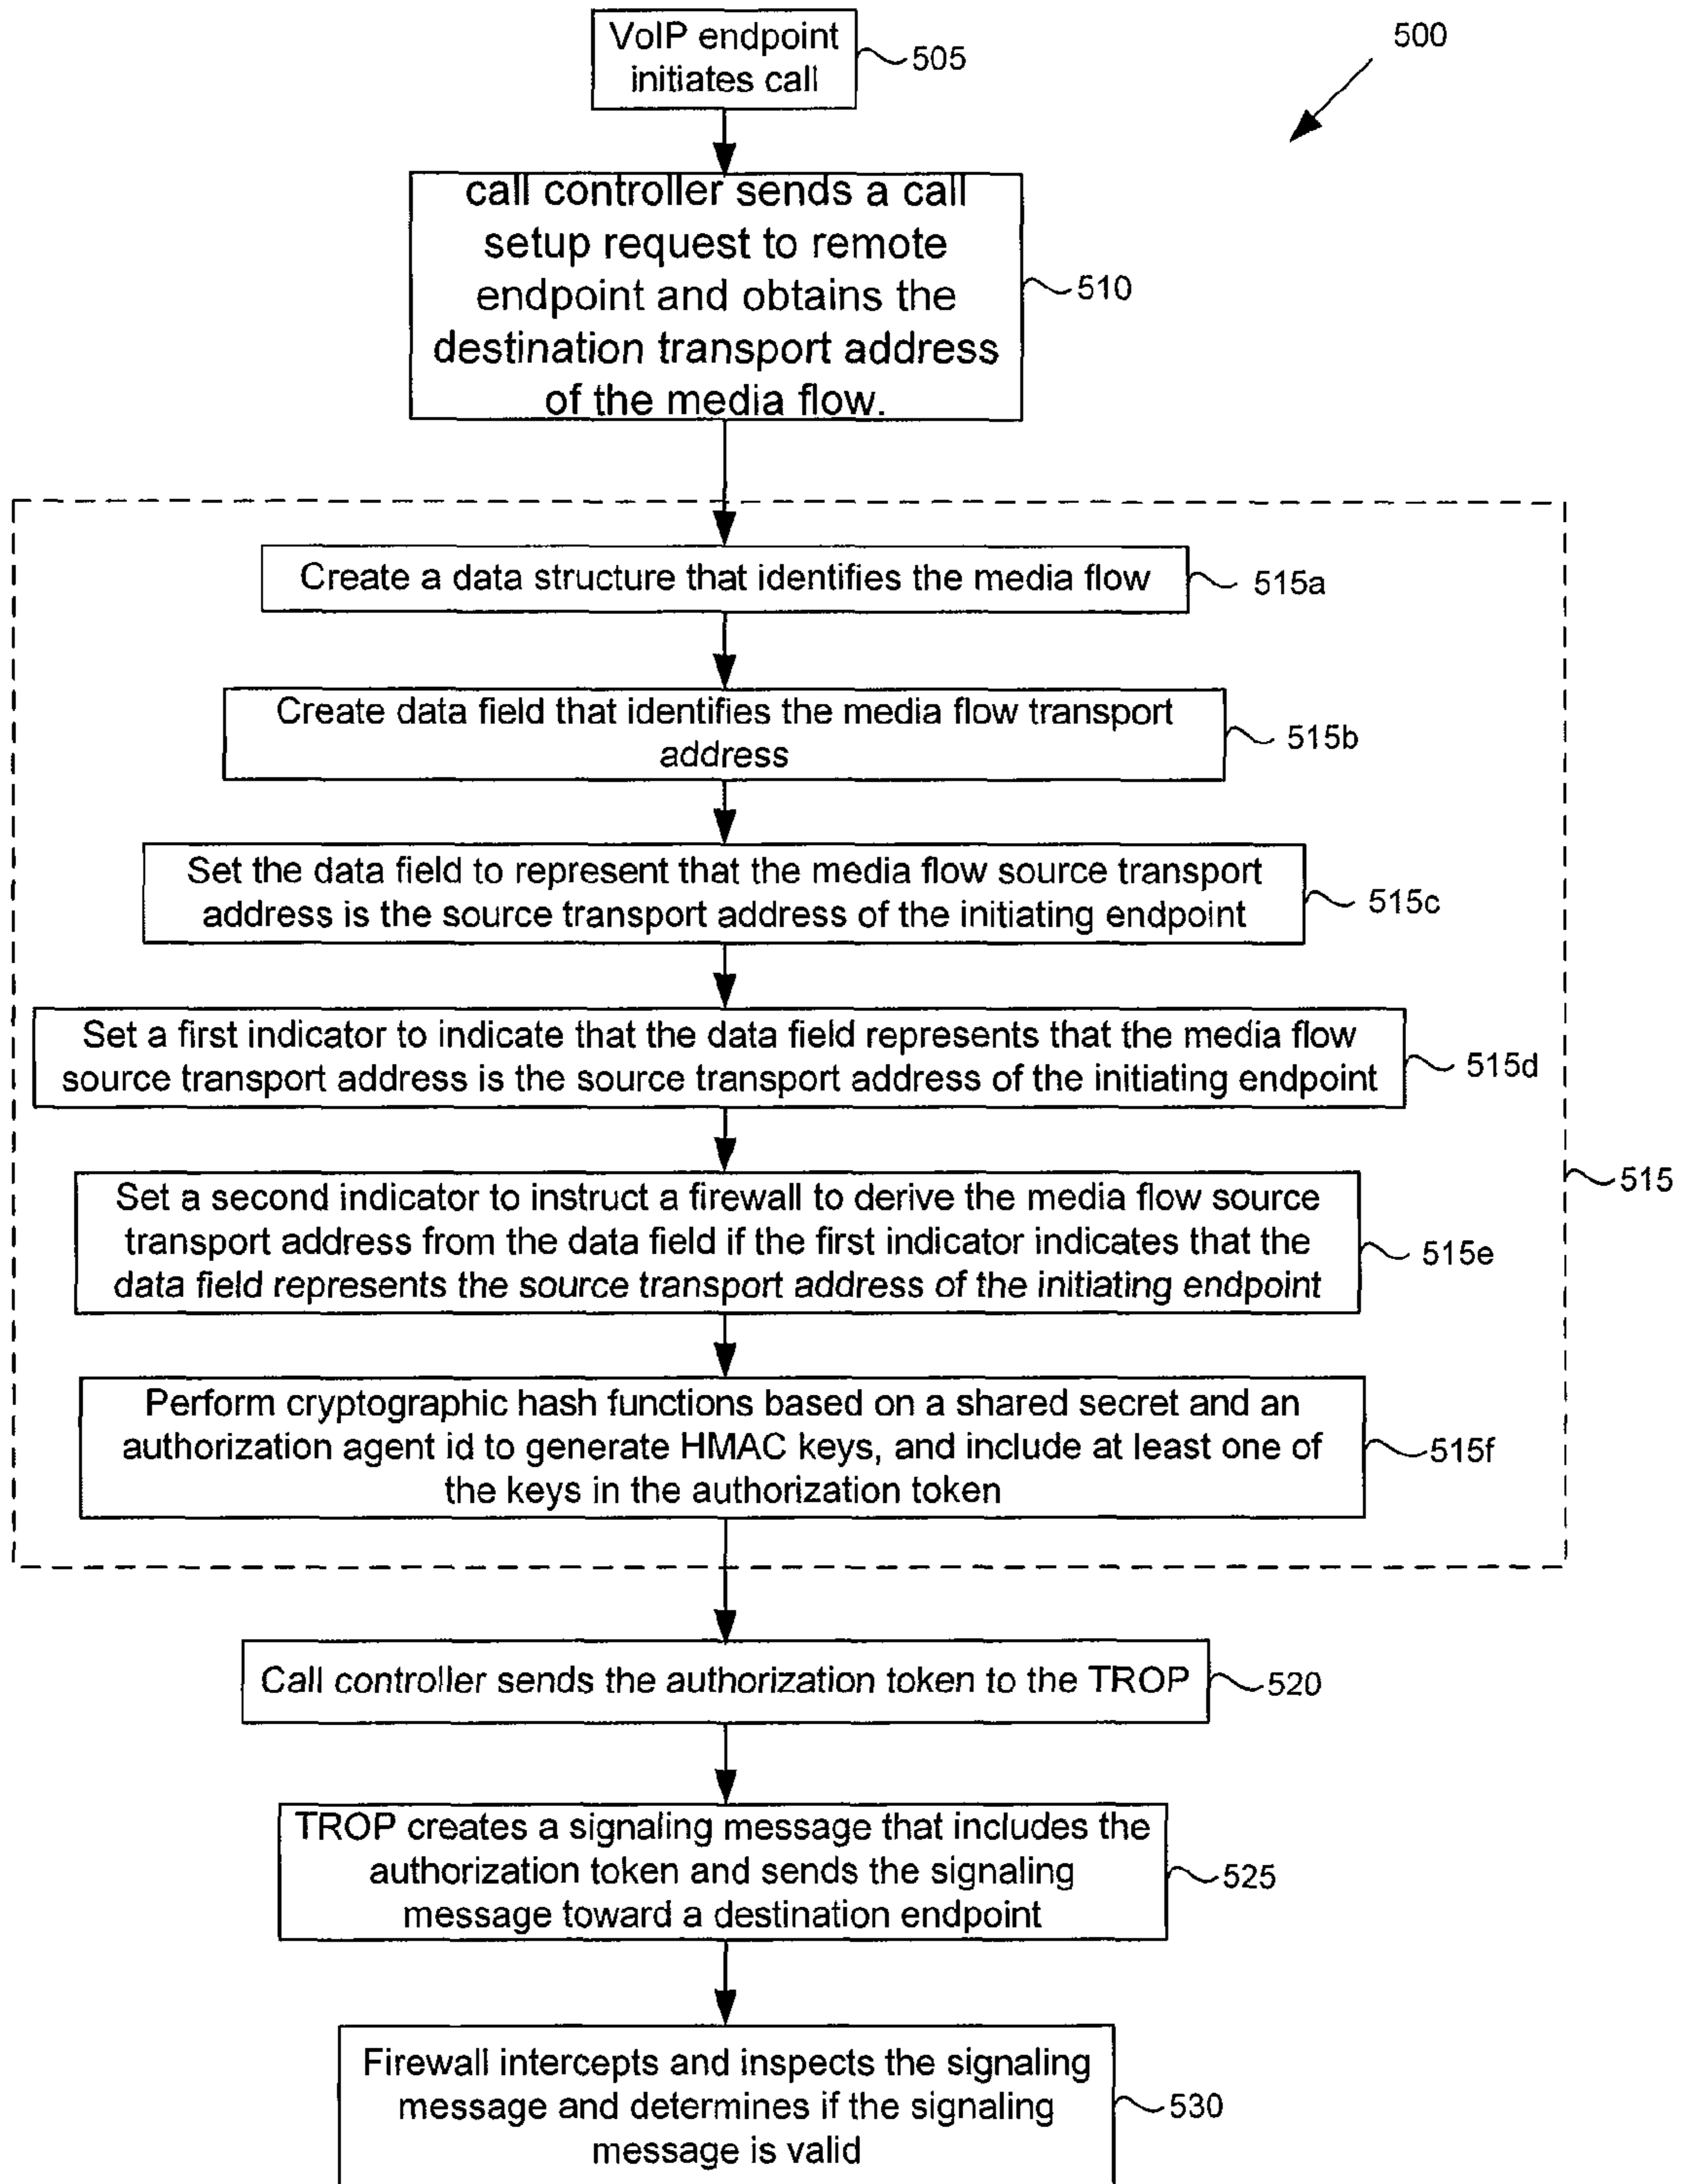 500
VoIP endpoint
initiates call
505
call controller sends a call
setup request to remote
endpoint and obtains the
destination transport address
of the media flow.
510
Create a data structure that identifies the media flow
515a
Create data field that identifies the media flow transport
address
515b
Set the data field to represent that the media flow source transport
address is the source transport address of the initiating endpoint
515c
Set a first indicator to indicate that the data field represents that the media flow
source transport address is the source transport address of the initiating endpoint
515d
Set a second indicator to instruct a firewall to derive the media flow source
transport address from the data field if the first indicator indicates that the
data field represents the source transport address of the initiating endpoint
515e
515
Perform cryptographic hash functions based on a shared secret and an
authorization agent id to generate HMAC keys, and include at least one of
the keys in the authorization token
515f
Call controller sends the authorization token to the TROP
520
TROP creates a signaling message that includes the
authorization token and sends the signaling
message toward a destination endpoint
525
Firewall intercepts and inspects the signaling
message and determines if the signaling
message is valid
530